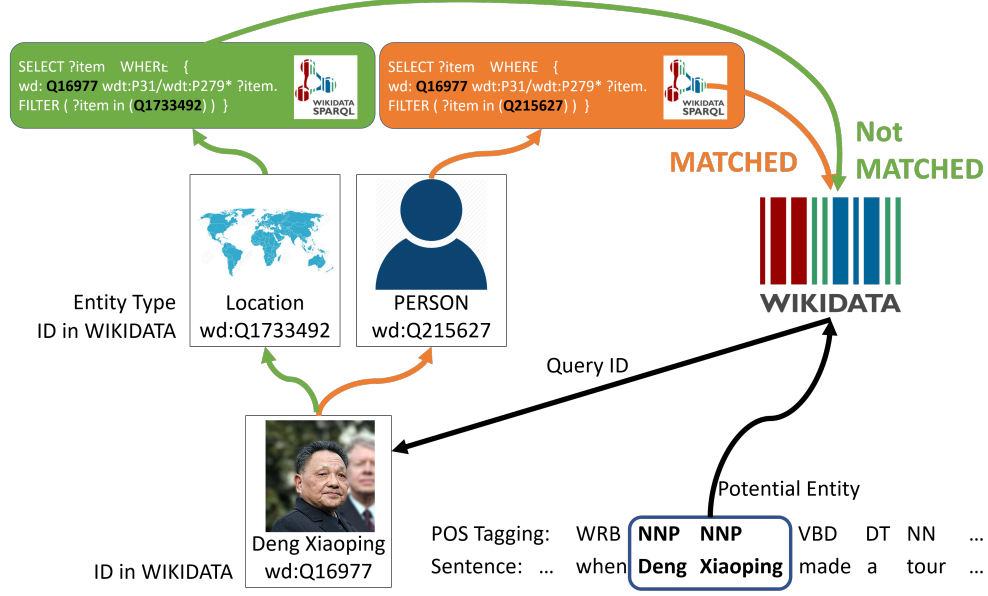 SELECT ?item WHERE {
wd: Q16977 wdt:P31/wdt:P279* ?item.
FILTER ( ?item in (Q1733492) ) }
WIKIDATA
SPARQL
SELECT ?item WHERE {
wd: Q16977 wdt:P31/wdt:P279* ?item.
FILTER ( ?item in (Q215627) ) }
WIKIDATA
SPARQL
MATCHED
Not
MATCHED
WIKIDATA
Entity Type
ID in WIKIDATA
Location
wd:Q1733492
PERSON
wd:Q215627
Query ID
Deng Xiaoping
wd:Q16977
ID in WIKIDATA
Potential Entity
POS Tagging: WRB NNP NNP VBD DT NN ...
Sentence: ... when Deng Xiaoping made a tour ...